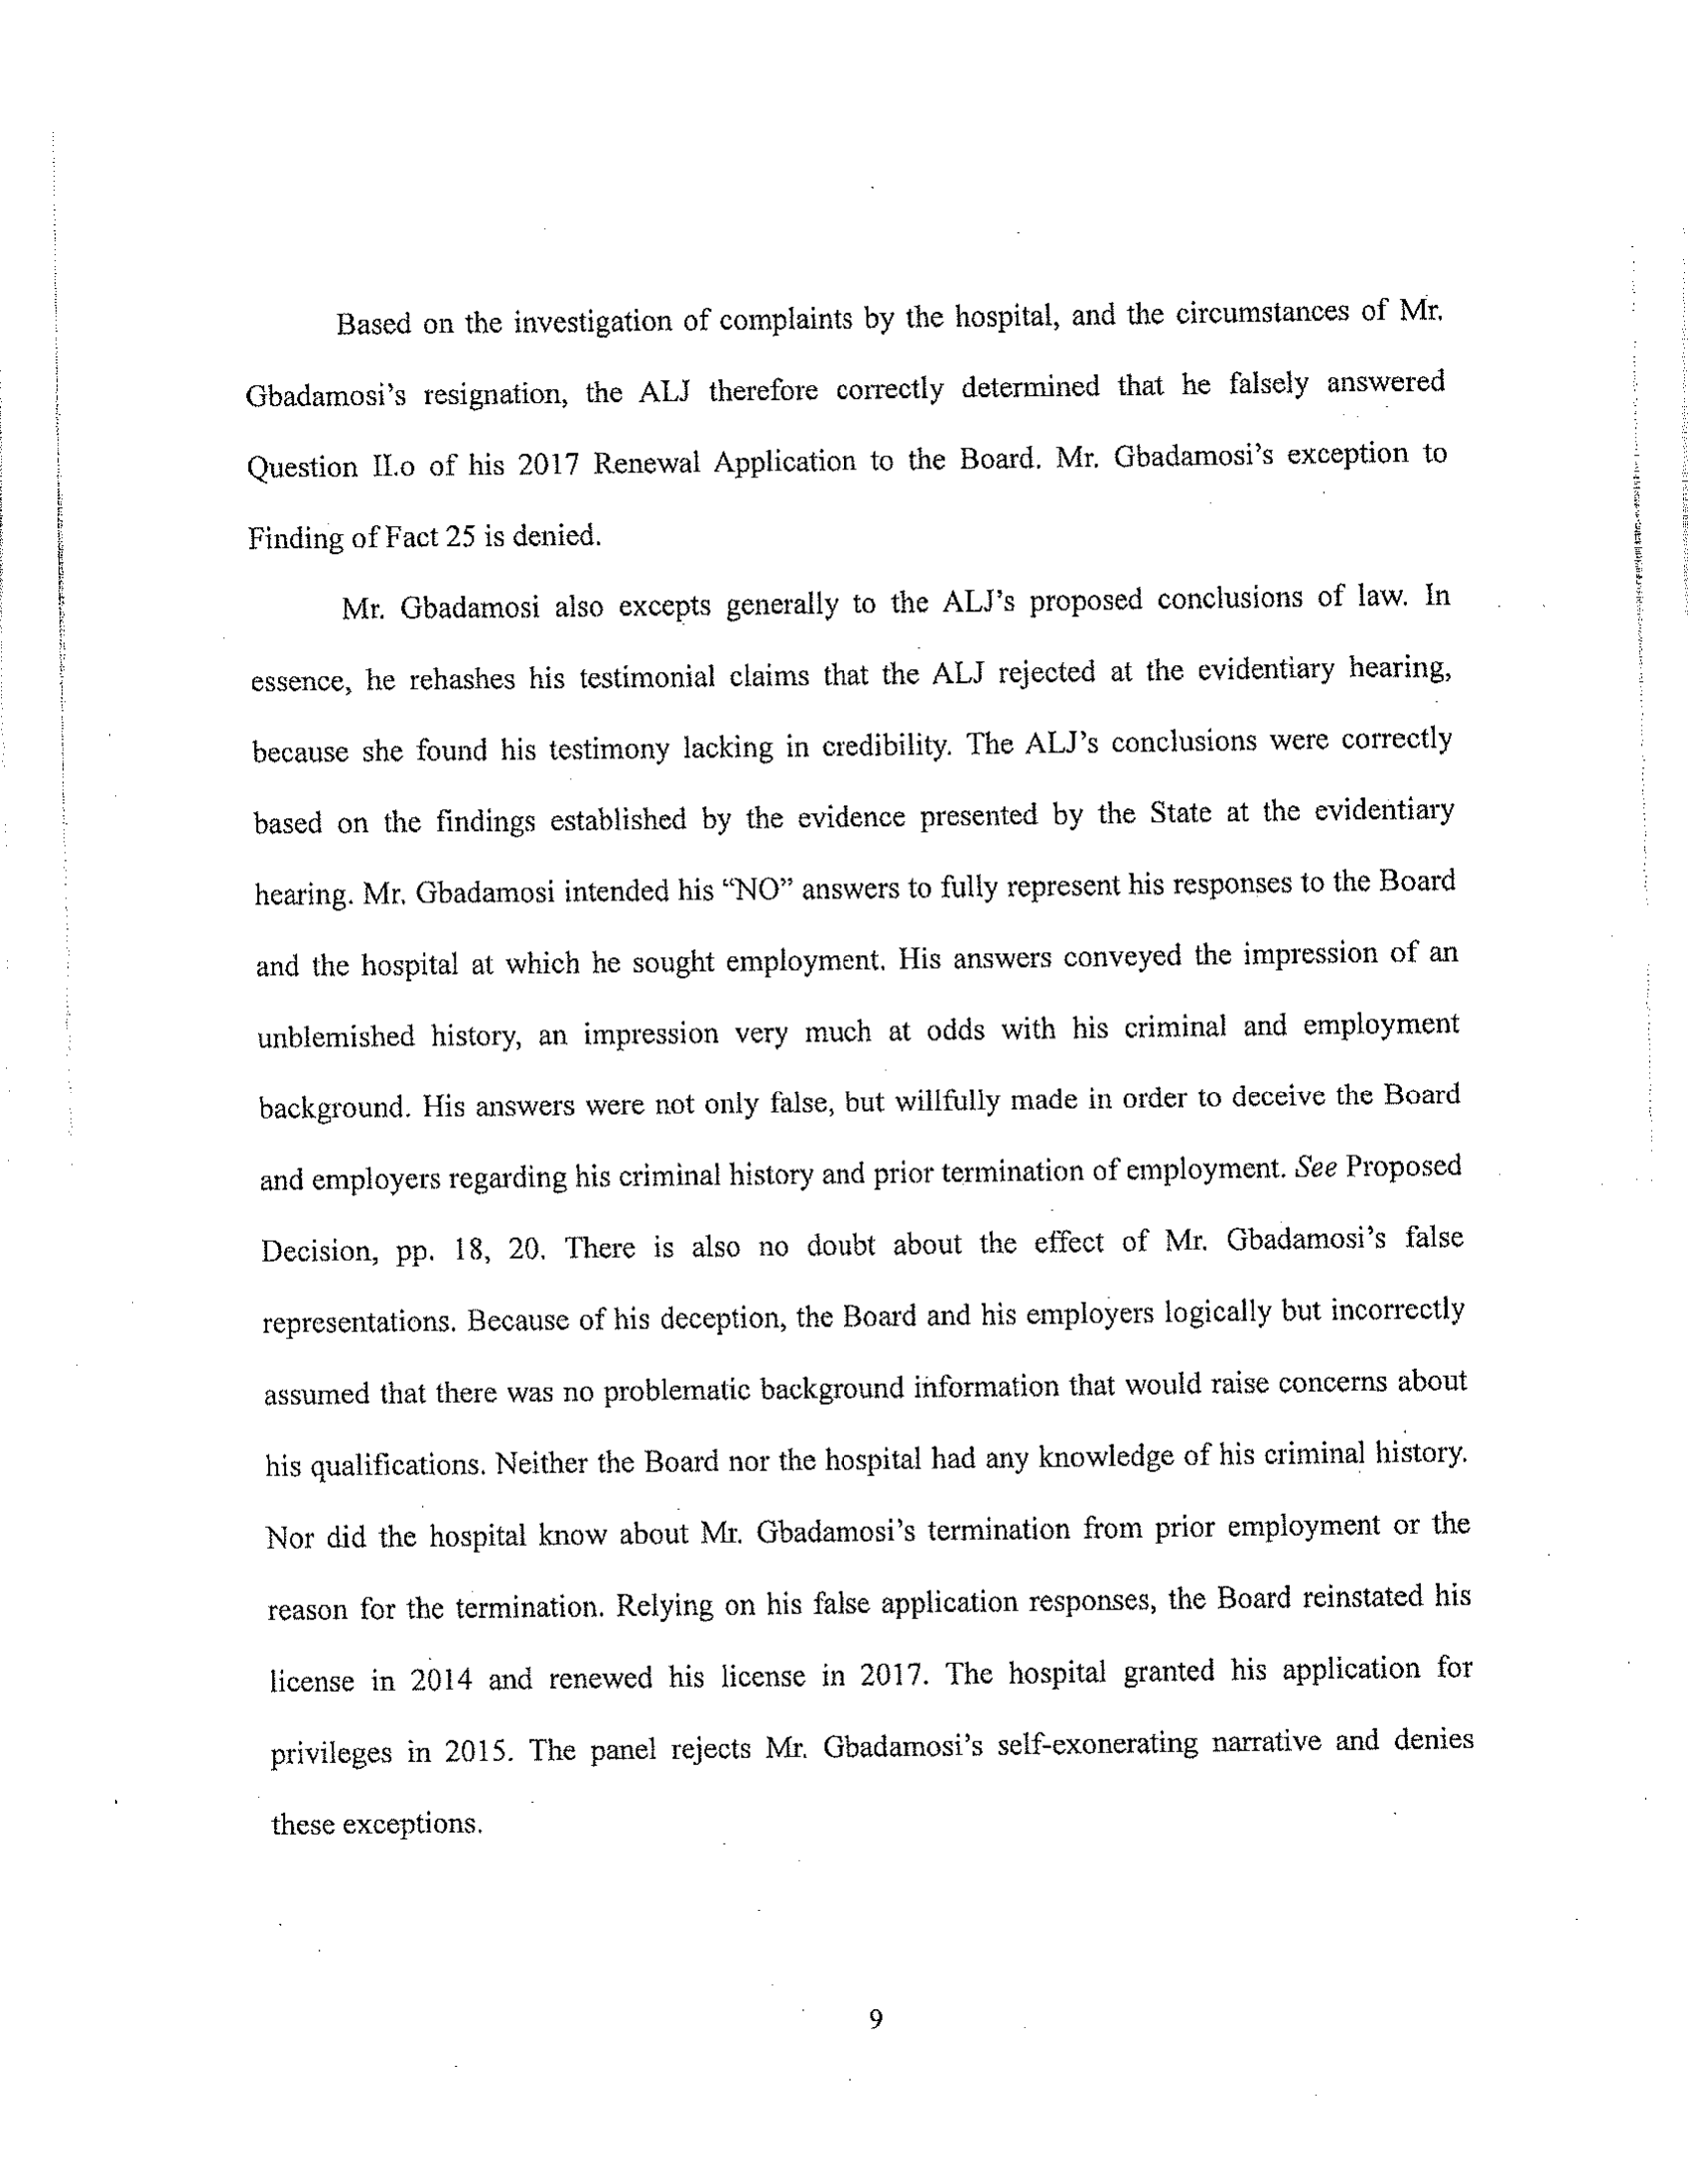 Based on the investigation of complaints by the hospital, and the circumstances of Mr.
Gbadamosi's resignation, the ALJ therefore correctly determined that he falsely answered
Question II.o of his 2017 Renewal Application to the Board. Mr. Gbadamosi's exception to
Finding of Fact 25 is denied.
Mr. Gbadamosi also excepts generally to the ALJ's proposed conclusions of law. In
essence, he rehashes his testimonial claims that the ALJ rejected at the evidentiary hearing,
because she found his testimony lacking in credibility. The ALJ's conclusions were correctly
based on the findings established by the evidence presented by the State at the evidentiary
hearing. Mr. Gbadamosi intended his “NO” answers to fully represent his responses to the Board
and the hospital at which he sought employment. His answers conveyed the impression of an
unblemished history, an impression very much at odds with his criminal and employment
background. His answers were not only false, but willfully made in order to deceive the Board
and employers regarding his criminal history and prior termination of employment. See Proposed
Decision, pp. 18, 20. There is also no doubt about the effect of Mr. Gbadamosi's false
representations. Because of his deception, the Board and his employers logically but incorrectly
assumed that there was no problematic background information that would raise concerns about
his qualifications. Neither the Board nor the hospital had any knowledge of his criminal history.
Nor did the hospital know about Mr. Gbadamosi's termination from prior employment or the
reason for the termination. Relying on his false application responses, the Board reinstated his
license in 2014 and renewed his license in 2017. The hospital granted his application for
privileges in 2015. The panel rejects Mr. Gbadamosi's self-exonerating narrative and denies
these exceptions.
9